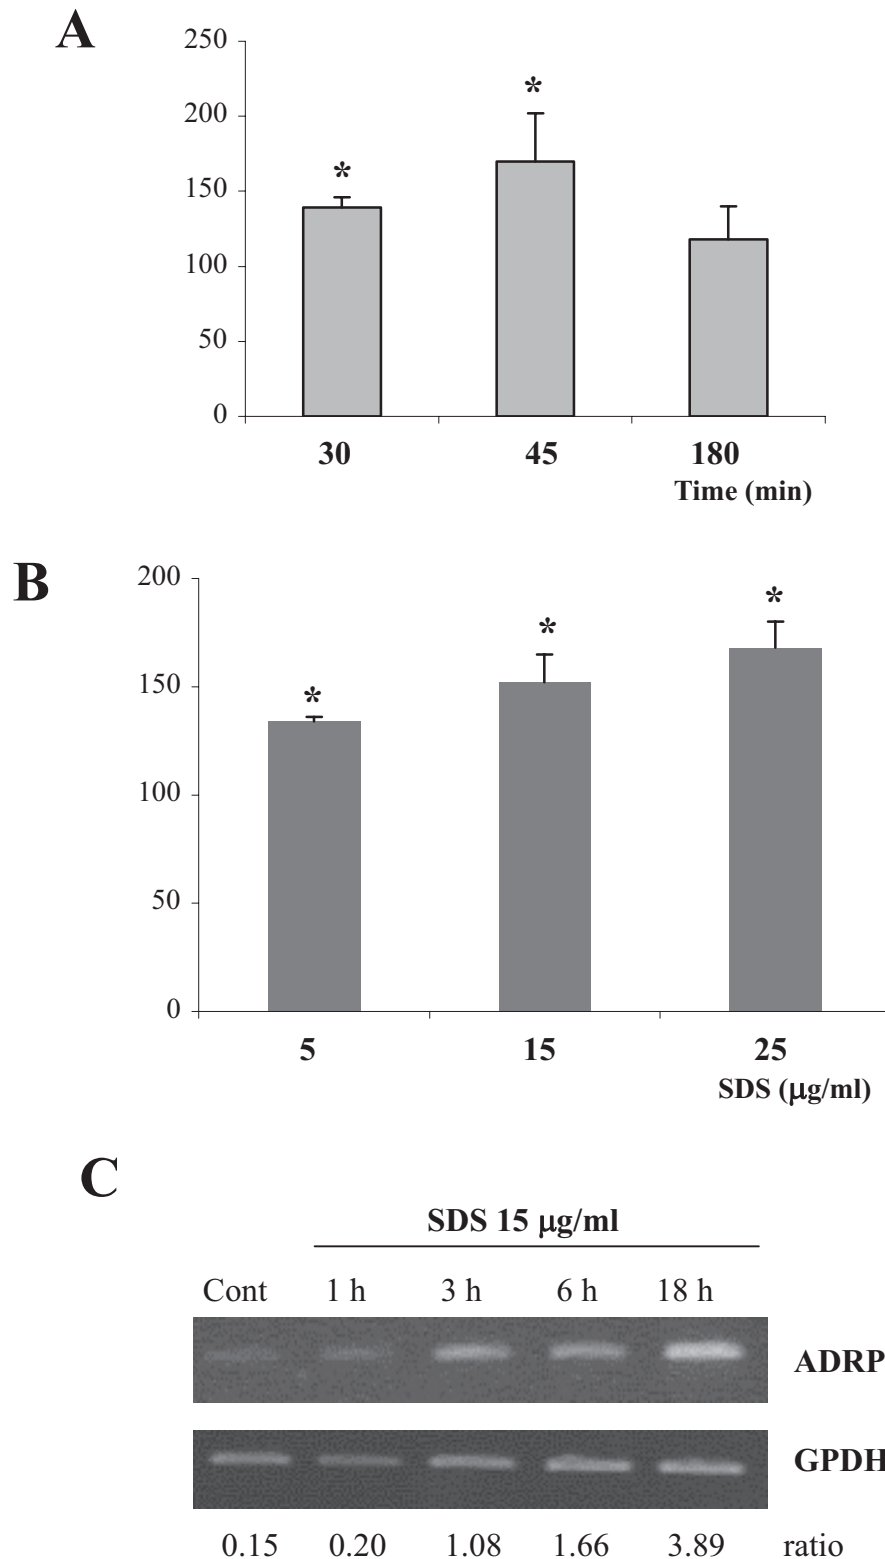 A
250
200
150
100
50
0
*
*
30 45 180
Time (min)
B
200
150
100
50
0
*
*
*
5 15 25
SDS (μg/ml)
C
SDS 15 μg/ml
Cont 1 h 3 h 6 h 18 h
ADRP
GPDH
0.15 0.20 1.08 1.66 3.89 ratio